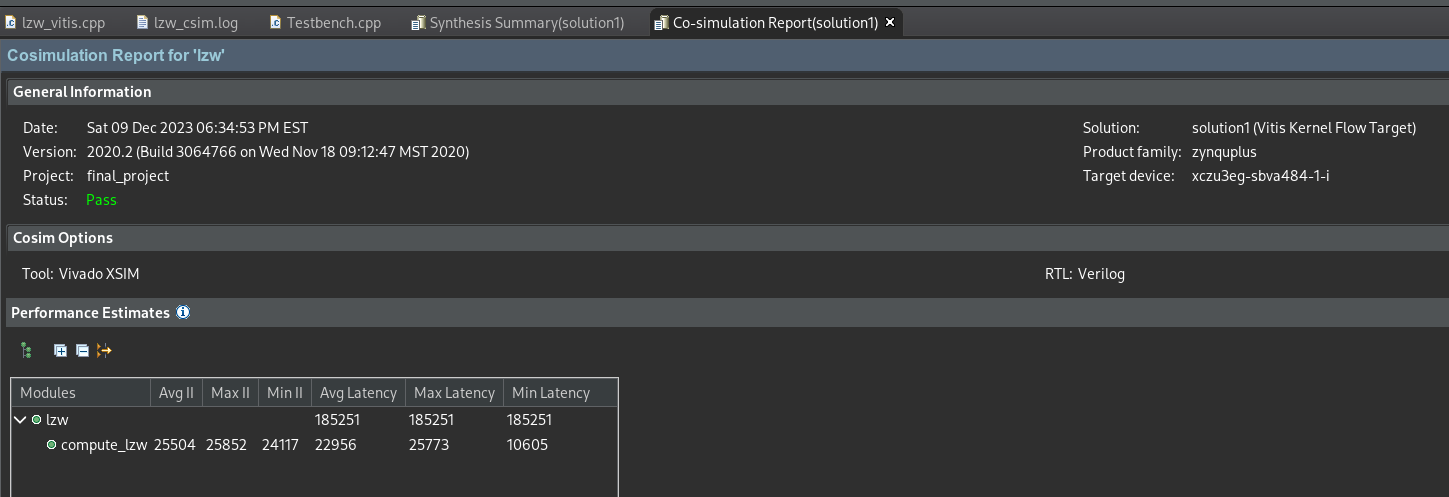 lzw_vitis.cpp lzw_csim.log Testbench.cpp Synthesis Summary(solution1) Co-simulation Report(solution1)
Cosimulation Report for 'lzw'
General Information
Date: Sat 09 Dec 2023 06:34:53 PM EST Solution: solution1 (Vitis Kernel Flow Target)
Version: 2020.2 (Build 3064766 on Wed Nov 18 09:12:47 MST 2020) Product family: zynquplus
Project: final_project Target device: xczu3eg-sbva484-1-i
Status: Pass
Cosim Options
Tool: Vivado XSIM RTL: Verilog
Performance Estimates
Modules Avg II Max II Min II Avg Latency Max Latency Min Latency
lzw 185251 185251 185251
compute_lzw 25504 25852 24117 22956 25773 10605